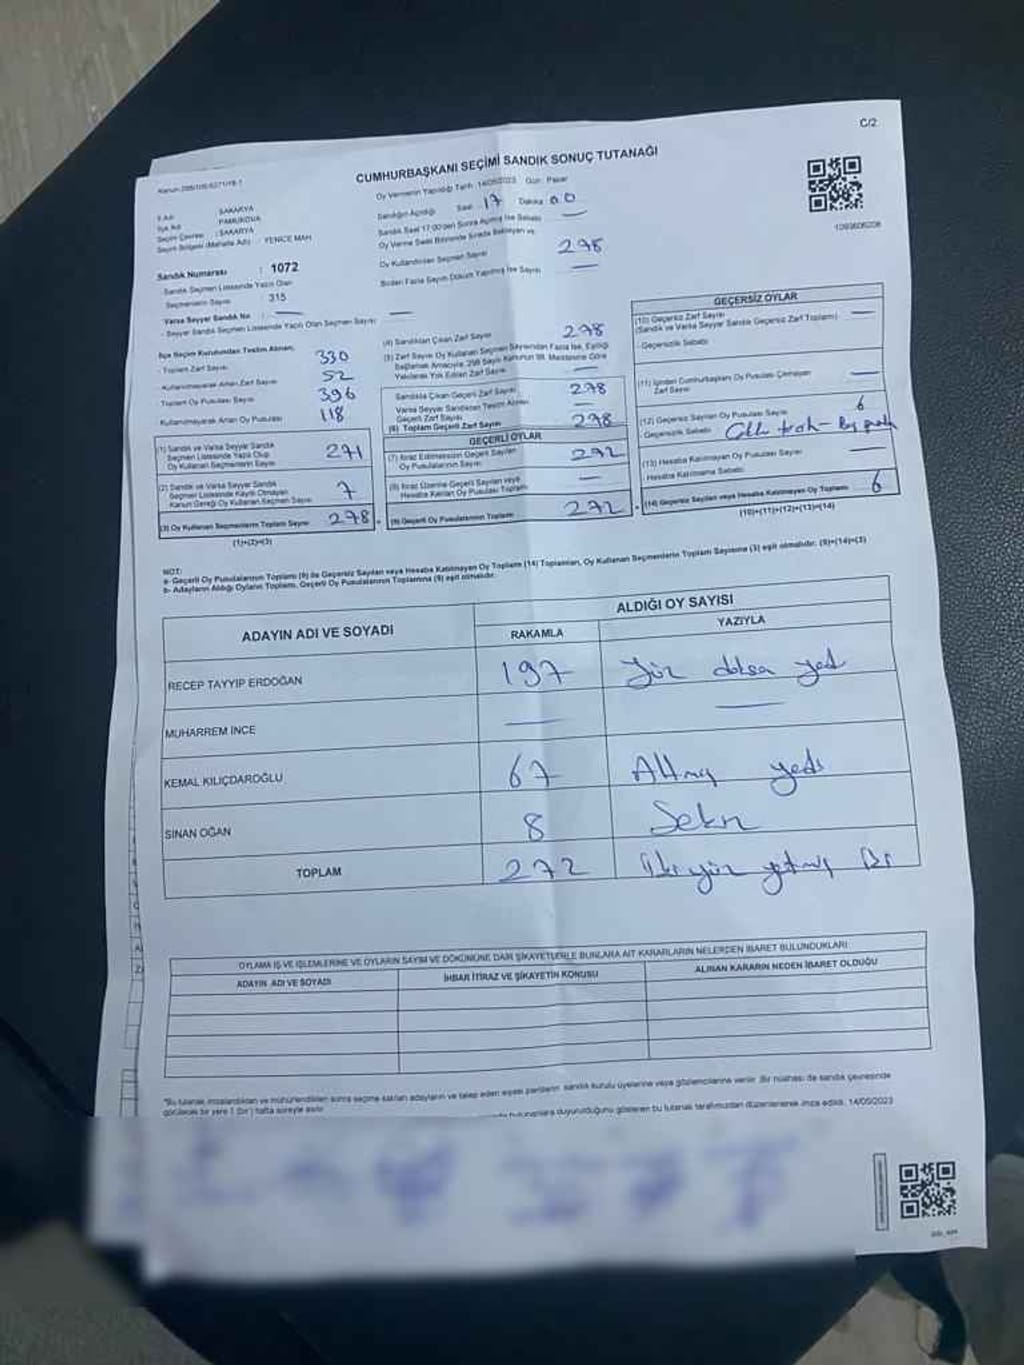 C/2
Kanun:298/105-6271/19-1
CUMHURBAŞKANI SEÇİMİ SANDIK SONUÇ TUTANAĞI
İl Adı : SAKARYA
İlçe Adı : PAMUKOVA
Seçim Çevresi : SAKARYA
Seçim Bölgesi (Mahalle Adı) : YENİCE MAH.
Sandık Numarası : 1072
Sandık Seçmen Listesinde Yazılı Olan
Seçmenlerin Sayısı 315
Varsa Seyyar Sandık No : —
- Seyyar Sandık Seçmen Listesinde Yazılı Olan Seçmen Sayısı: —
Oy Vermenin Yapıldığı Tarih: 14/05/2023 Gün: Pazar
Sandığın Açıldığı Saat 17 Dakika 00
Sandık Saat 17:00'den Sonra Açılmış İse Sebebi —
Oy Verme Saati Bitiminde Sırada Bekleyen ve
Oy Kullandırılan Seçmen Sayısı 278
Birden Fazla Sayım Döküm Yapılmış İse Sayısı —
1093606208
İlçe Seçim Kurulundan Teslim Alınan;
- Toplam Zarf Sayısı 330
Kullanılmayarak Artan Zarf Sayısı 52
Toplam Oy Pusulası Sayısı 396
Kullanılmayarak Artan Oy Pusulası 118
(1) Sandık ve Varsa Seyyar Sandık
Seçmen Listesinde Yazılı Olup
Oy Kullanan Seçmenlerin Sayısı 271
(2) Sandık ve Varsa Seyyar Sandık
Seçmen Listesinde Kayıtlı Olmayan
Kanun Gereği Oy Kullanan Seçmen Sayısı 7
(3) Oy Kullanan Seçmenlerin Toplam Sayısı 278
(1)+(2)=(3)
(4) Sandıktan Çıkan Zarf Sayısı 278
(5) Zarf Sayısı Oy Kullanan Seçmen Sayısından Fazla İse, Eşitliği
Sağlamak Amacıyla, 298 Sayılı Kanunun 98. Maddesine Göre
Yakılarak Yok Edilen Zarf Sayısı —
Sandıkta Çıkan Geçerli Zarf Sayısı 278
Varsa Seyyar Sandıktan Teslim Alınan
Geçerli Zarf Sayısı —
(6) Toplam Geçerli Zarf Sayısı 278
GEÇERLİ OYLAR
(7) İtiraz Edilmeksizin Geçerli Sayılan
Oy Pusulalarının Sayısı 272
(8) İtiraz Üzerine Geçerli Sayılan veya
Hesaba Katılan Oy Pusulası Toplamı —
(9) Geçerli Oy Pusulalarının Toplamı 272
GEÇERSİZ OYLAR
(10) Geçersiz Zarf Sayısı —
(Sandık ve Varsa Seyyar Sandık Geçersiz Zarf Toplamı)
- Geçersizlik Sebebi:
(11) İçinden Cumhurbaşkanı Oy Pusulası Çıkmayan
Zarf Sayısı —
(12) Geçersiz Sayılan Oy Pusulası Sayısı 6
- Geçersizlik Sebebi:
(13) Hesaba Katılmayan Oy Pusulası Sayısı —
Hesaba Katılmama Sebebi
(14) Geçersiz Sayılan veya Hesaba Katılmayan Oy Toplamı 6
(10)+(11)+(12)+(13)=(14)
NOT:
a- Geçerli Oy Pusulalarının Toplamı (9) ile Geçersiz Sayılan veya Hesaba Katılmayan Oy Toplamı (14) Toplamları, Oy Kullanan Seçmenlerin Toplam Sayısına (3) eşit olmalıdır. (9)+(14)=(3)
b- Adayların Aldığı Oyların Toplamı, Geçerli Oy Pusulalarının Toplamına (9) eşit olmalıdır.
ADAYIN ADI VE SOYADI ALDIĞI OY SAYISI
RAKAMLA YAZIYLA
RECEP TAYYİP ERDOĞAN 197 Yüz doksa yedi
MUHARREM İNCE — —
KEMAL KILIÇDAROĞLU 67 Altmış yedi
SİNAN OĞAN 8 Sekiz
TOPLAM 272 İkiyüz yetmiş iki
OYLAMA İŞ VE İŞLEMLERİNE VE OYLARIN SAYIM VE DÖKÜMÜNE DAİR ŞİKAYETLERLE BUNLARA AİT KARARLARIN NELERDEN İBARET BULUNDUKLARI
ADAYIN ADI VE SOYADI İHBAR İTİRAZ VE ŞİKAYETİN KONUSU ALINAN KARARIN NEDEN İBARET OLDUĞU
"Bu tutanak, imzalandıktan ve mühürlendikten sonra seçime katılan adayların ve talep eden siyasi partilerin sandık kurulu üyelerine veya gözlemcilerine verilir. Bir nüshası da sandık çevresinde
görülecek bir yere 1 (bir) hafta süreyle asılır.
duyurulduğunu gösteren bu tutanak tarafımızdan düzenlenerek imza edildi. 14/05/2023